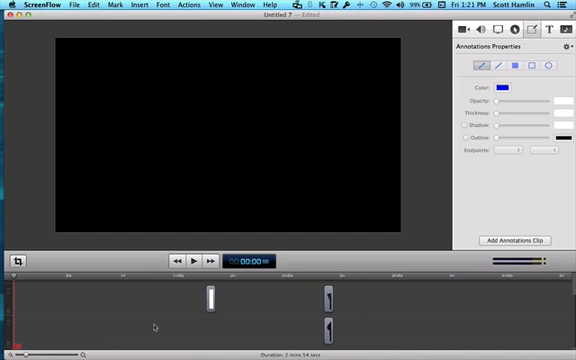 ScreenFlow File Edit Mark Insert Font Actions View Window Help 99% Fri 1:21 PM Scott Hamlin
Untitled 7 — Edited
Annotations Properties
Color:
Opacity:
Thickness:
Shadow:
Outline:
Endpoints:
Add Annotations Clip
00:00:00
Duration: 2 mins 54 secs